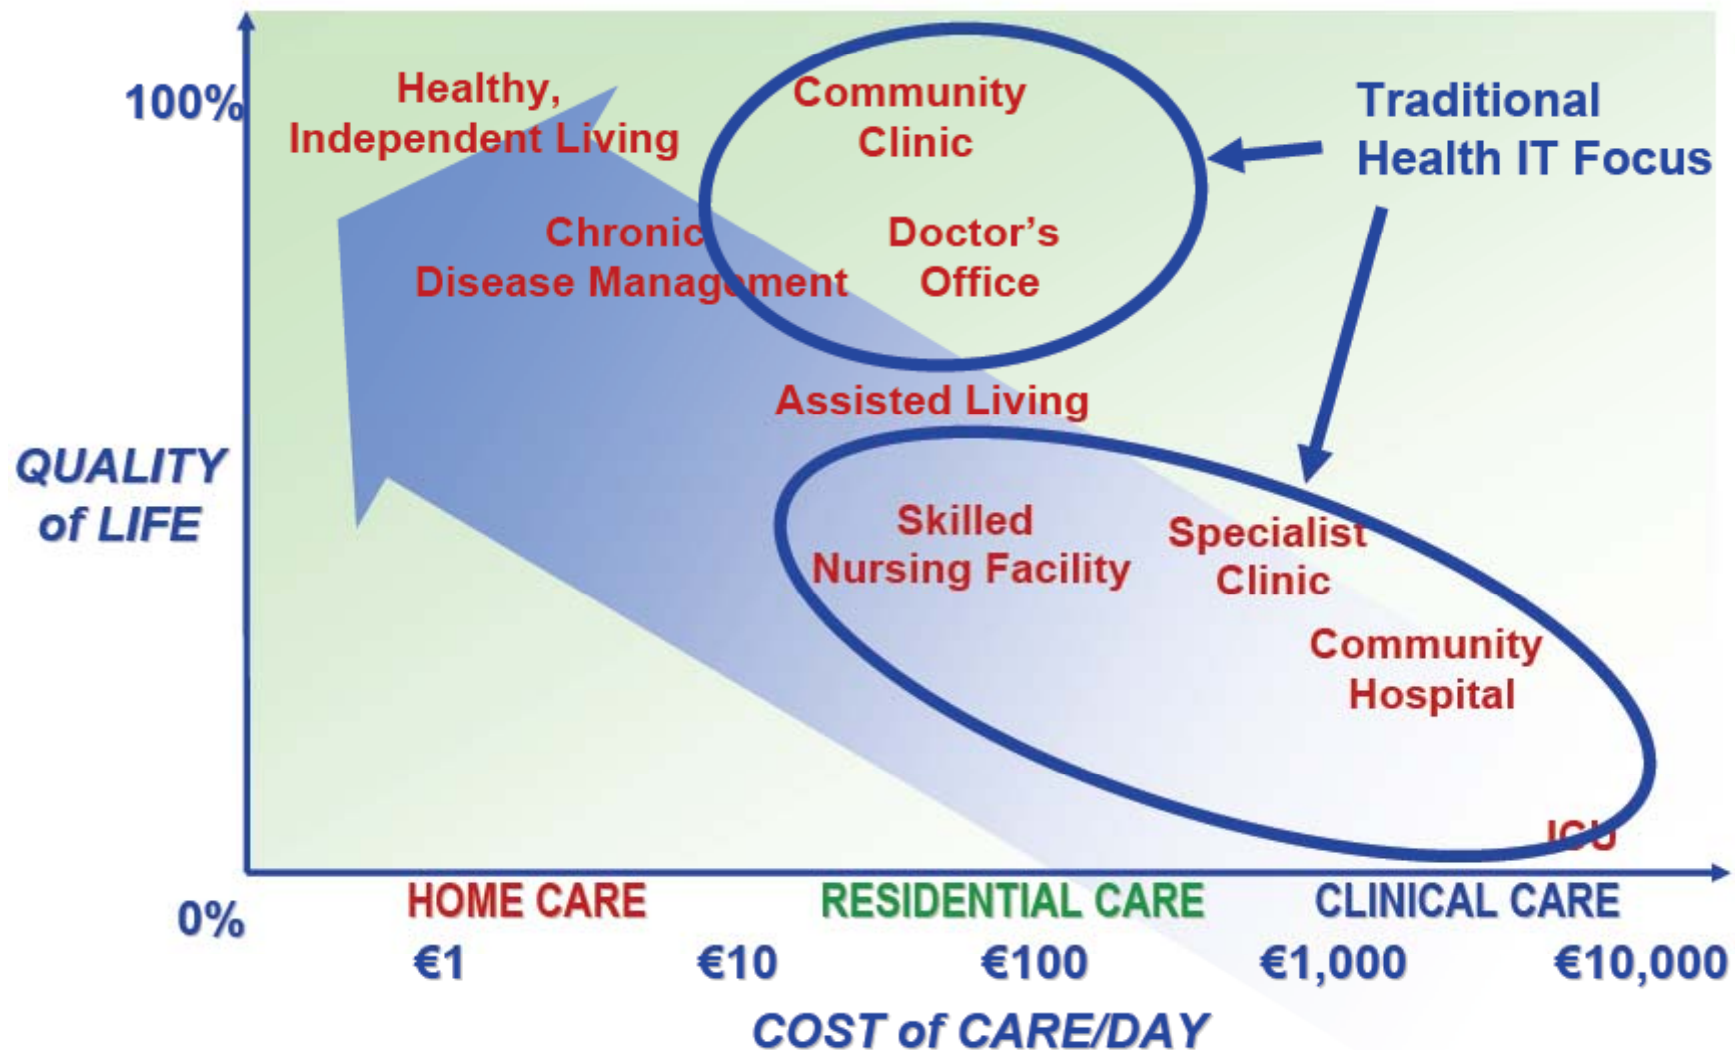 100%
Healthy,
Independent Living
Community
Clinic
Traditional
Health IT Focus
Chronic
Disease Management
Doctor's
Office
Assisted Living
QUALITY
of LIFE
Skilled
Nursing Facility
Specialist
Clinic
Community
Hospital
ICU
0%
HOME CARE
RESIDENTIAL CARE
CLINICAL CARE
€1
€10
€100
€1,000
€10,000
COST of CARE/DAY